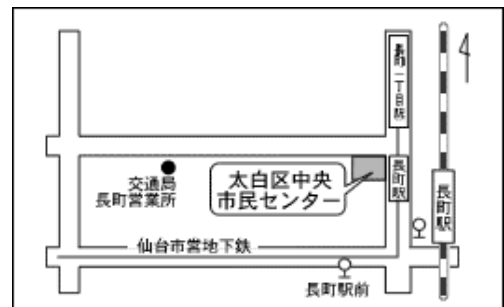 長町一丁目駅
交通局
長町営業所
太白区中央
市民センター
長町駅
長町駅
仙台市営地下鉄
長町駅前